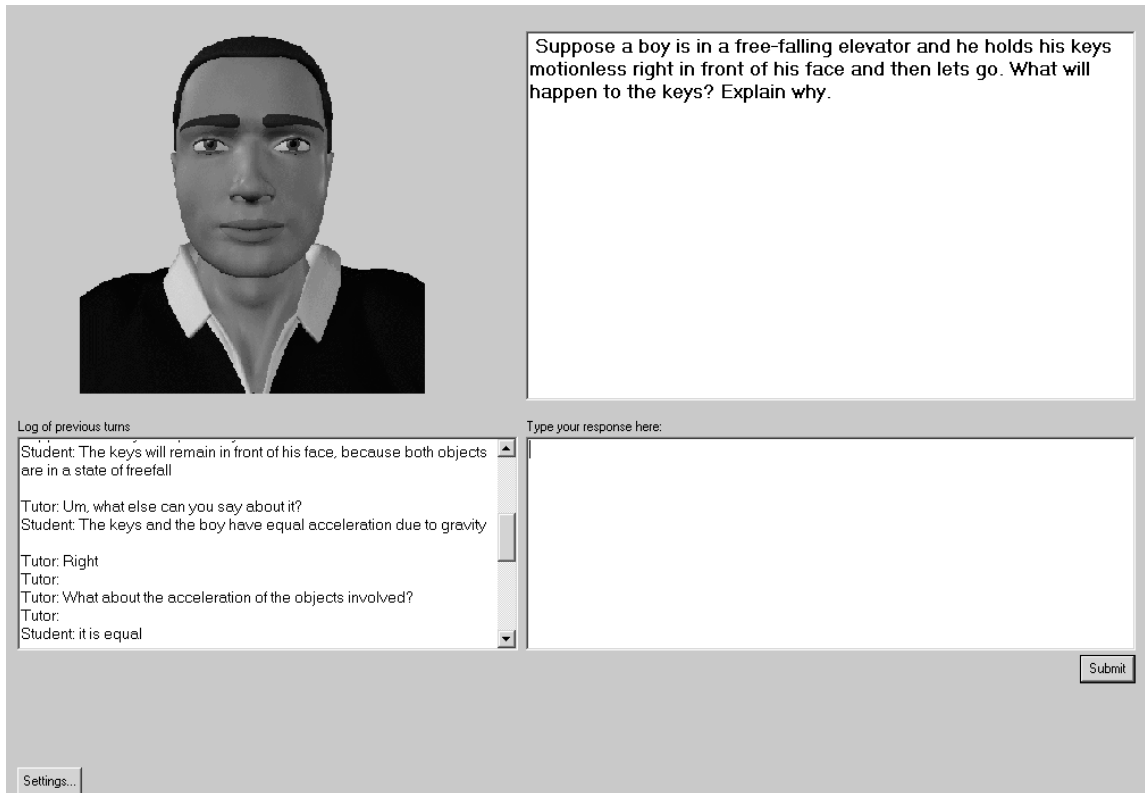 Suppose a boy is in a free-falling elevator and he holds his keys
motionless right in front of his face and then lets go. What will
happen to the keys? Explain why.
Log of previous turns
Student: The keys will remain in front of his face, because both objects
are in a state of freefall
Tutor: Um, what else can you say about it?
Student: The keys and the boy have equal acceleration due to gravity
Tutor: Right
Tutor:
Tutor: What about the acceleration of the objects involved?
Tutor:
Student: it is equal
Type your response here:
Submit
Settings...